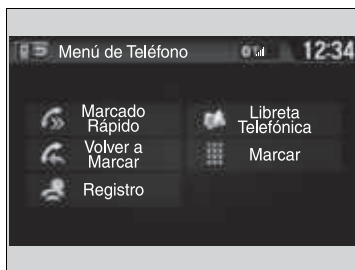 Menú de Teléfono
12:34
Marcado
Rápido
Libreta
Telefónica
Volver a
Marcar
Marcar
Registro